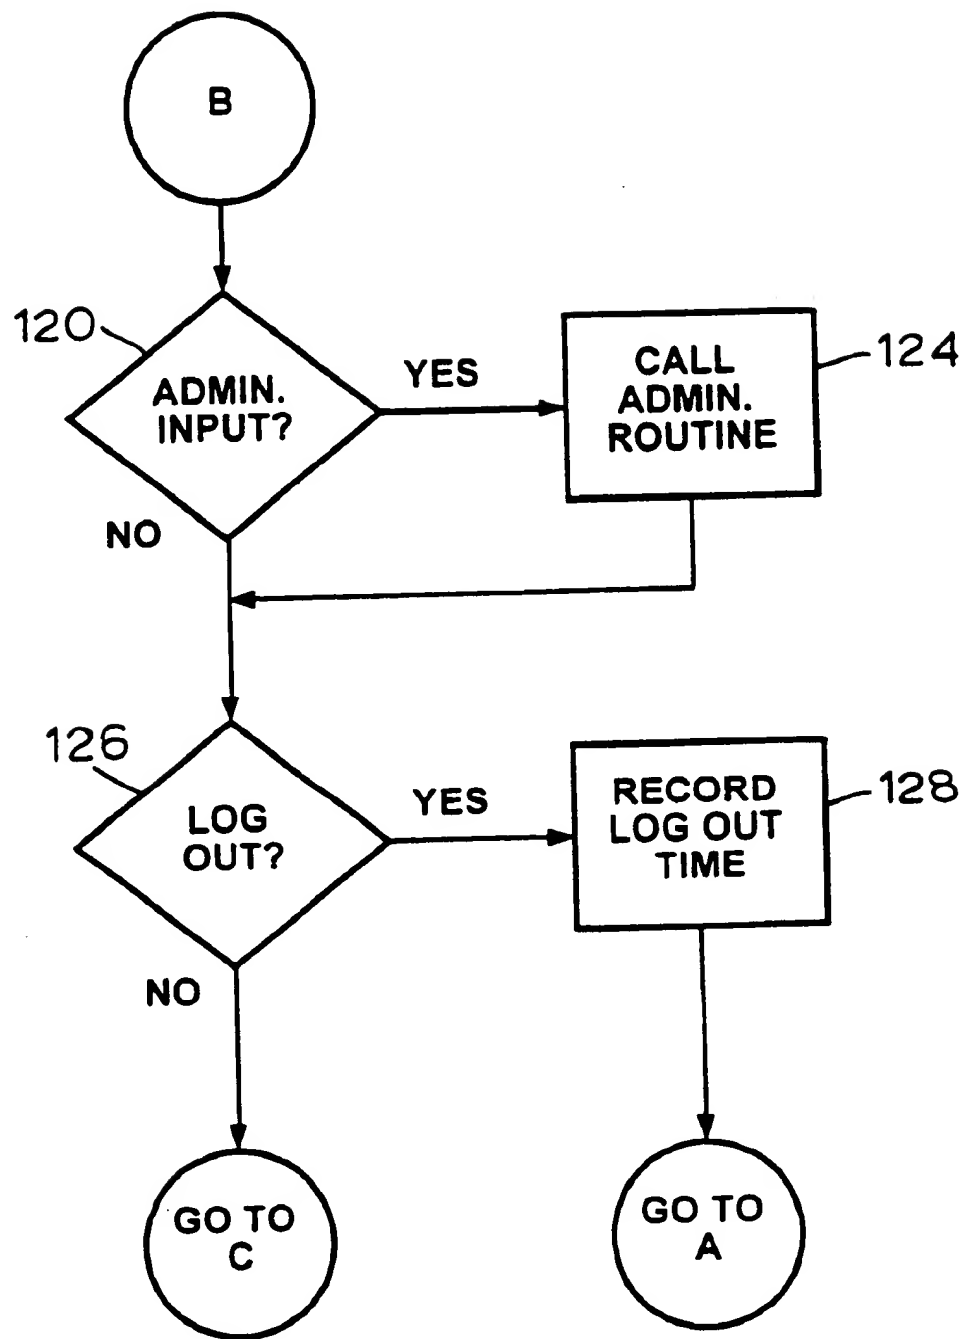 B
120
ADMIN.
INPUT?
YES
CALL
ADMIN.
ROUTINE
124
NO
126
LOG
OUT?
YES
RECORD
LOG OUT
TIME
128
NO
GO TO
C
GO TO
A